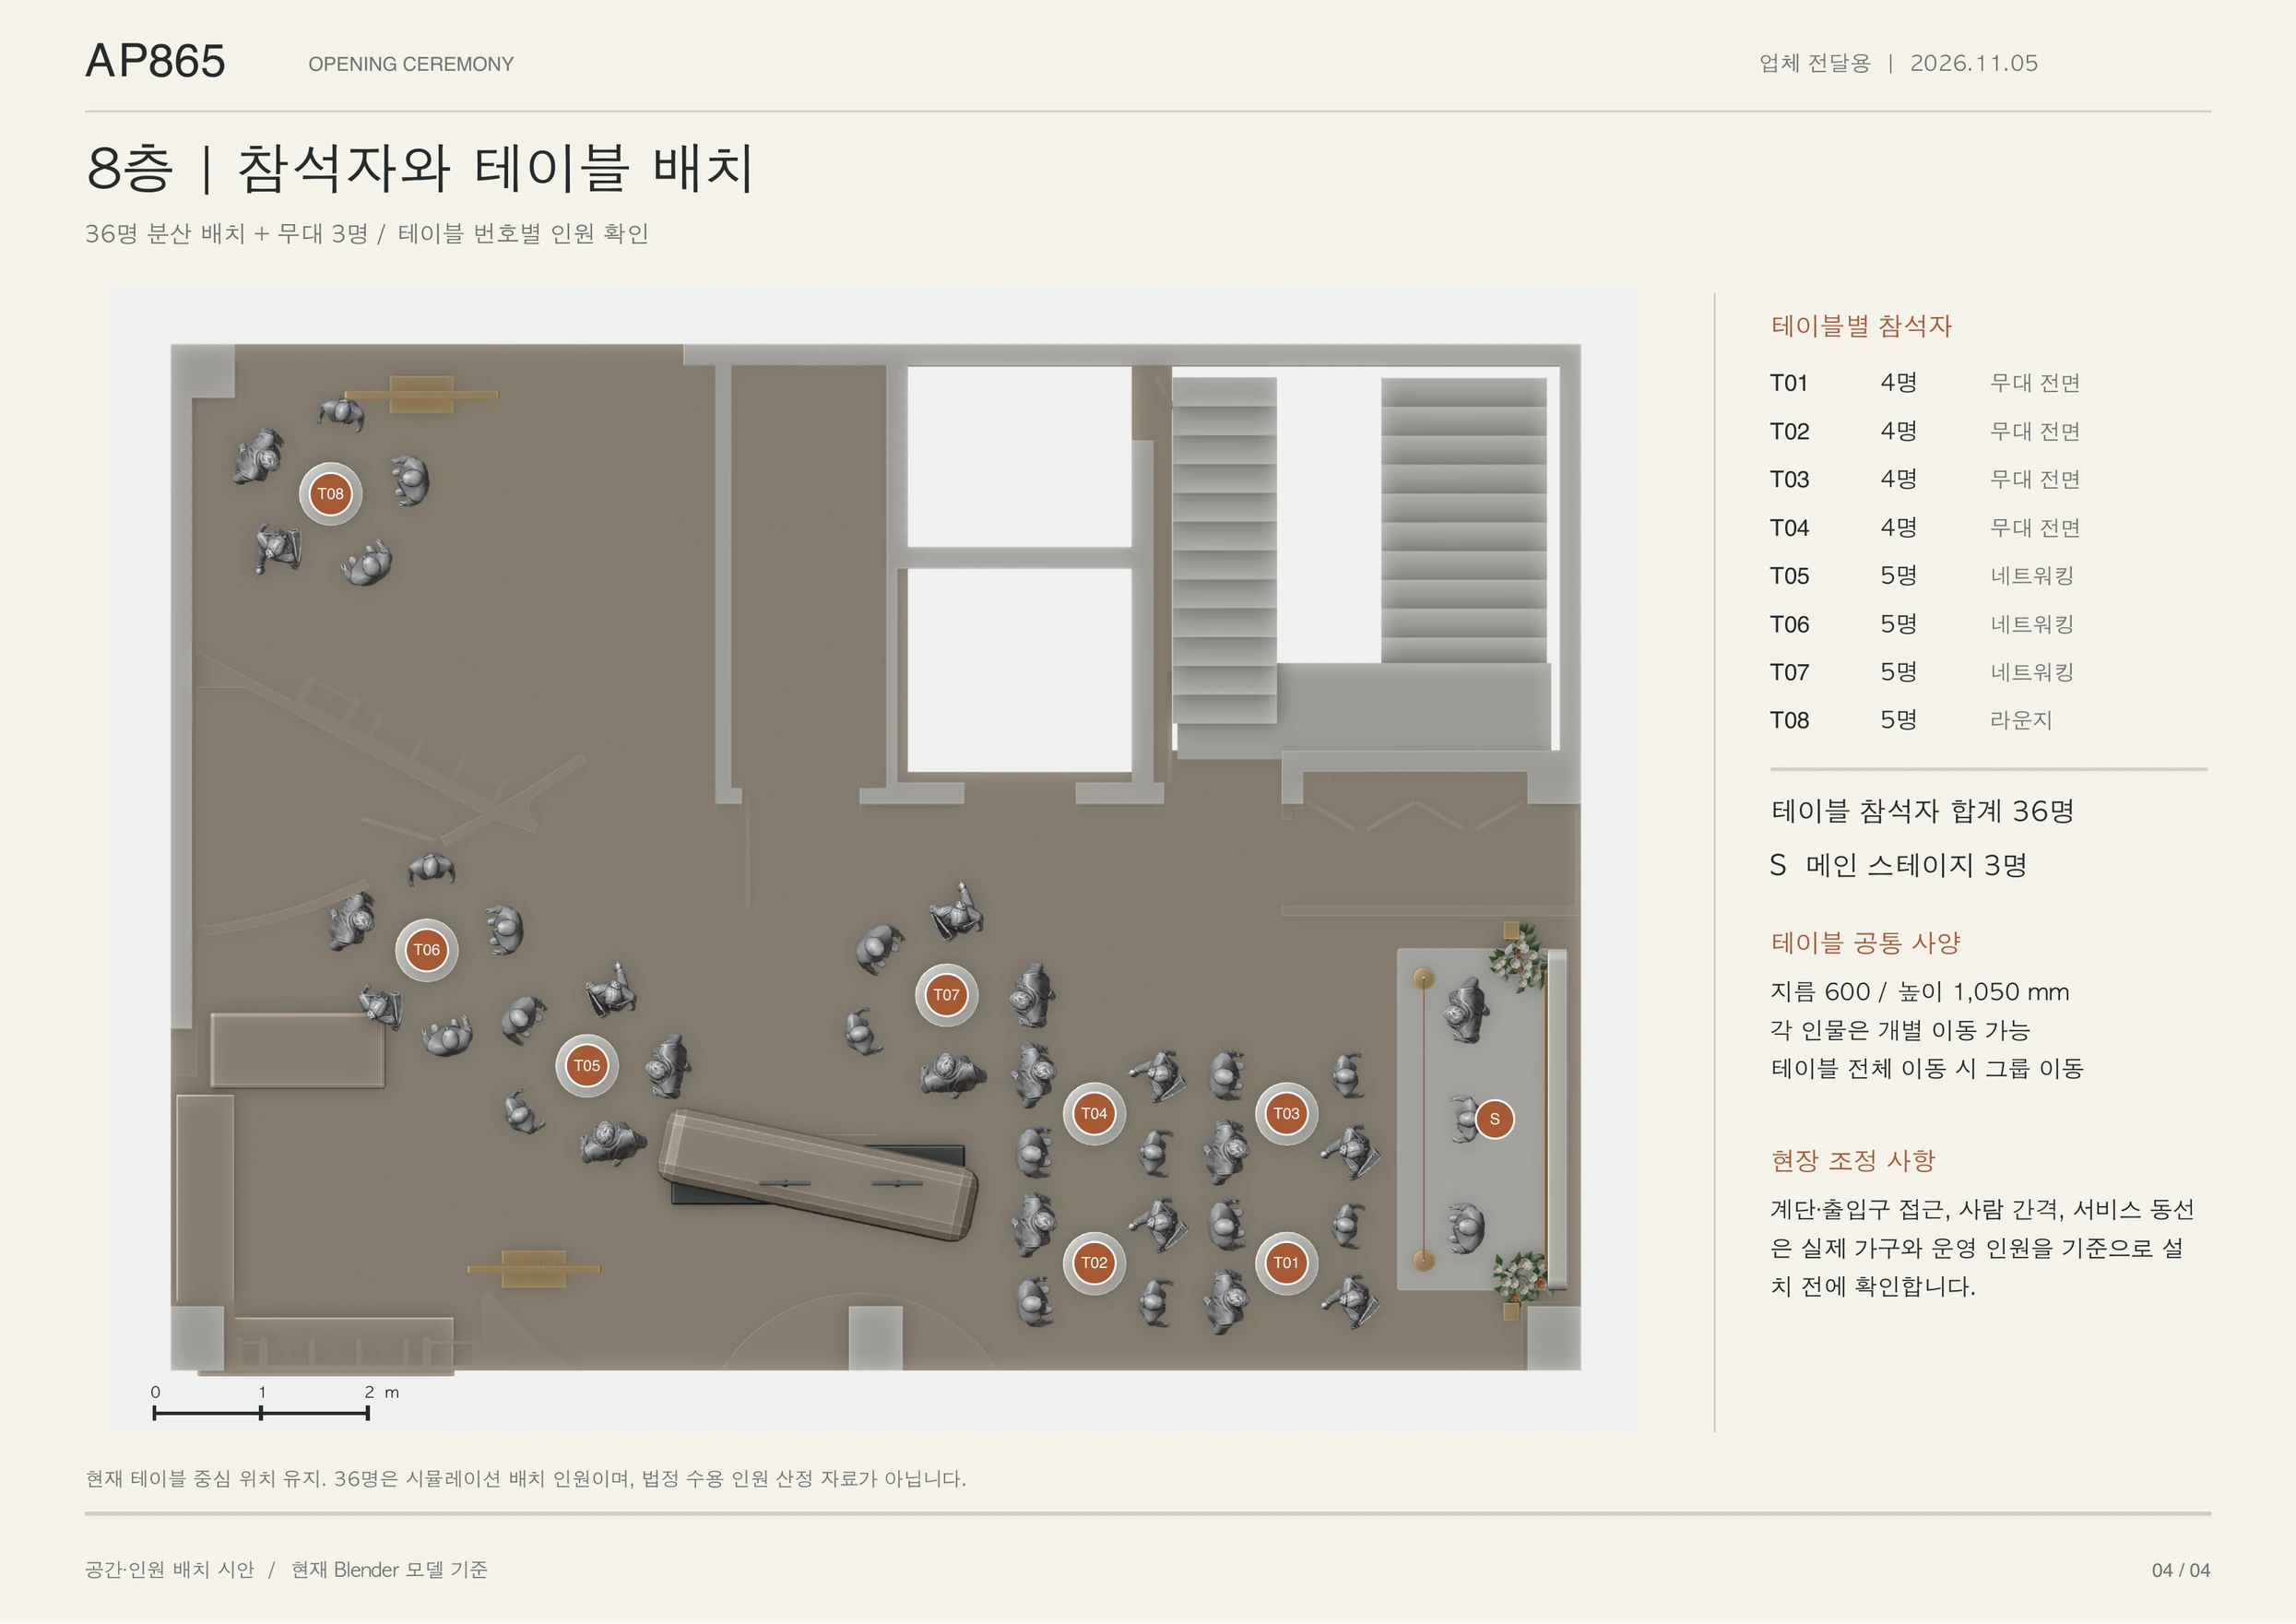 AP865 OPENING CEREMONY 업체 전달용 | 2026.11.05
8층 | 참석자와 테이블 배치
36명 분산 배치 + 무대 3명 / 테이블 번호별 인원 확인
T08
T06
T07
T05
T04
T03
S
T02
T01
0 1 2 m
테이블별 참석자
T01 4명 무대 전면
T02 4명 무대 전면
T03 4명 무대 전면
T04 4명 무대 전면
T05 5명 네트워킹
T06 5명 네트워킹
T07 5명 네트워킹
T08 5명 라운지
테이블 참석자 합계 36명
S 메인 스테이지 3명
테이블 공통 사양
지름 600 / 높이 1,050 mm
각 인물은 개별 이동 가능
테이블 전체 이동 시 그룹 이동
현장 조정 사항
계단·출입구 접근, 사람 간격, 서비스 동선
은 실제 가구와 운영 인원을 기준으로 설
치 전에 확인합니다.
현재 테이블 중심 위치 유지. 36명은 시뮬레이션 배치 인원이며, 법정 수용 인원 산정 자료가 아닙니다.
공간·인원 배치 시안 / 현재 Blender 모델 기준 04 / 04